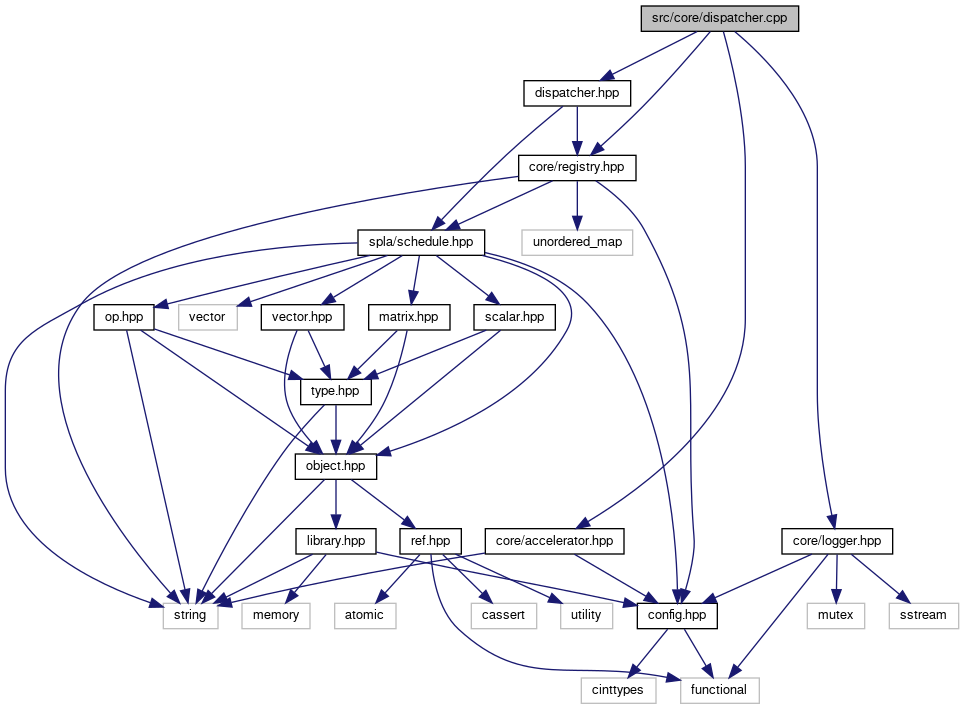 src/core/dispatcher.cpp
dispatcher.hpp
core/registry.hpp
spla/schedule.hpp
unordered_map
op.hpp
vector
vector.hpp
matrix.hpp
scalar.hpp
type.hpp
object.hpp
library.hpp
ref.hpp
core/accelerator.hpp
core/logger.hpp
string
memory
atomic
cassert
utility
config.hpp
mutex
sstream
cinttypes
functional